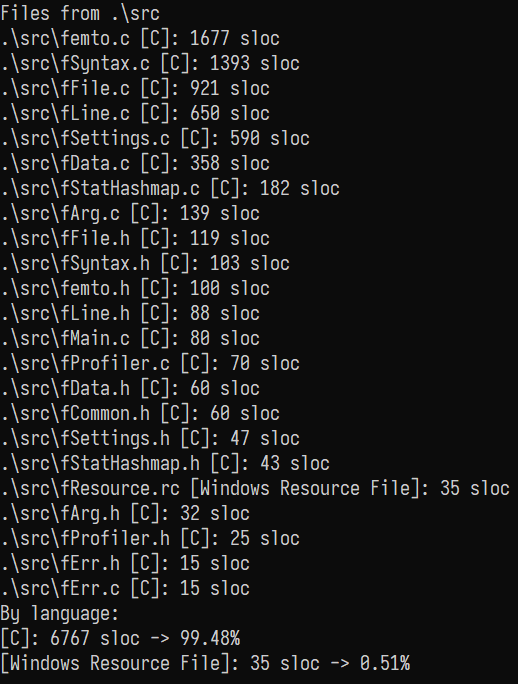 Files from .\src
.\src\femto.c [C]: 1677 sloc
.\src\fSyntax.c [C]: 1393 sloc
.\src\fFile.c [C]: 921 sloc
.\src\fLine.c [C]: 650 sloc
.\src\fSettings.c [C]: 590 sloc
.\src\fData.c [C]: 358 sloc
.\src\fStatHashmap.c [C]: 182 sloc
.\src\fArg.c [C]: 139 sloc
.\src\fFile.h [C]: 119 sloc
.\src\fSyntax.h [C]: 103 sloc
.\src\femto.h [C]: 100 sloc
.\src\fLine.h [C]: 88 sloc
.\src\fMain.c [C]: 80 sloc
.\src\fProfiler.c [C]: 70 sloc
.\src\fData.h [C]: 60 sloc
.\src\fCommon.h [C]: 60 sloc
.\src\fSettings.h [C]: 47 sloc
.\src\fStatHashmap.h [C]: 43 sloc
.\src\fResource.rc [Windows Resource File]: 35 sloc
.\src\fArg.h [C]: 32 sloc
.\src\fProfiler.h [C]: 25 sloc
.\src\fErr.h [C]: 15 sloc
.\src\fErr.c [C]: 15 sloc
By language:
[C]: 6767 sloc -> 99.48%
[Windows Resource File]: 35 sloc -> 0.51%